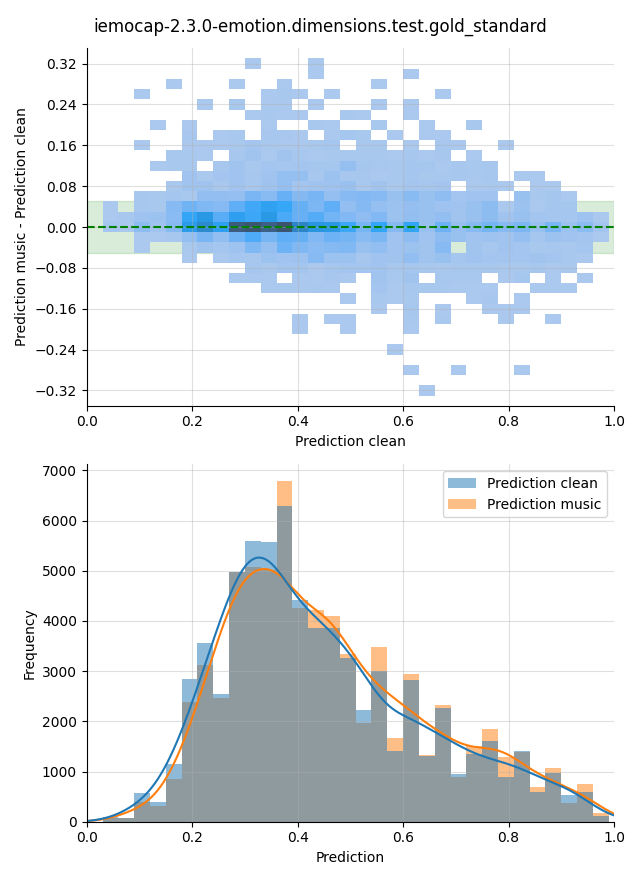 iemocap-2.3.0-emotion.dimensions.test.gold_standard
0.32
0.24
0.16
0.08
0.00
−0.08
−0.16
−0.24
−0.32
Prediction music - Prediction clean
0.0 0.2 0.4 0.6 0.8 1.0
Prediction clean
7000
6000
5000
4000
3000
2000
1000
0
Frequency
Prediction clean
Prediction music
0.0 0.2 0.4 0.6 0.8 1.0
Prediction